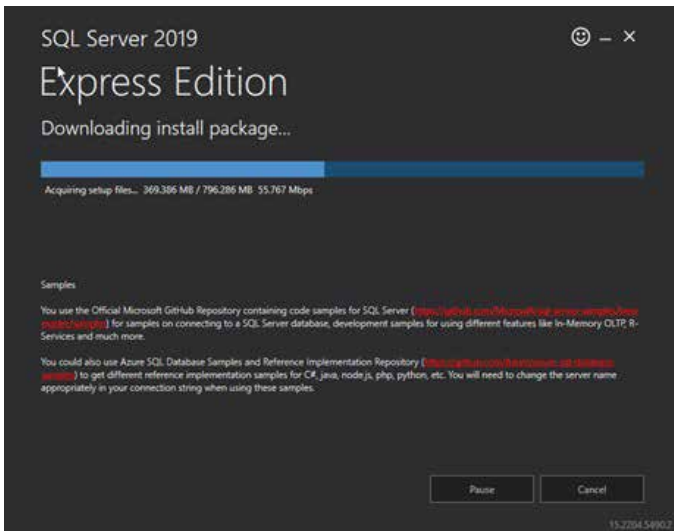 SQL Server 2019
Express Edition
Downloading install package...
Acquiring setup files... 369.386 MB / 796.286 MB 55.767 Mbps
Samples
You use the Official Microsoft GitHub Repository containing code samples for SQL Server (
) for samples on connecting to a SQL Server database, development samples for using different features like In-Memory OLTP, R-
Services and much more.
You could also use Azure SQL Database Samples and Reference Implementation Repository (
) to get different reference implementation samples for C#, java, node.js, php, python, etc. You will need to change the server name
appropriately in your connection string when using these samples.
Pause
Cancel
15.2204.5490.2